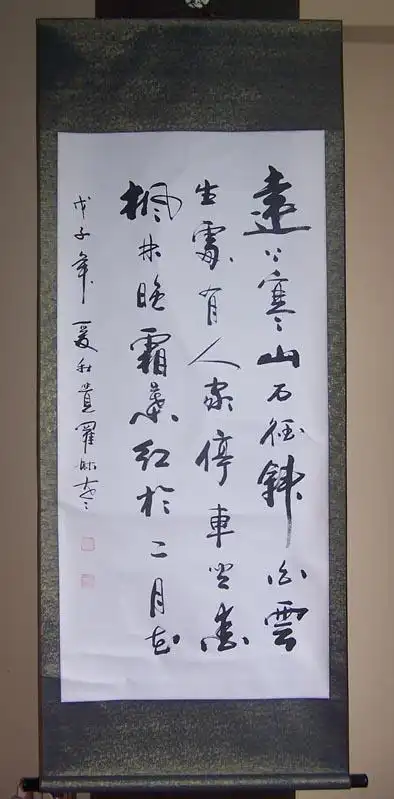 遠上寒山石徑斜白雲
生處有人家停車坐愛
楓林晚霜葉紅於二月花
戊子年夏